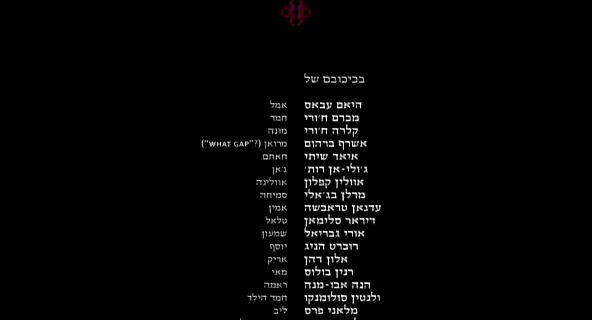 בכיכובם של
היאם עבאס אמל
מכרם ח'ורי חמד
קלרה ח'ורי מונה
אשרף ברהום מרואן ("WHAT GAP?")
איאד שיתי חאתם
ג'ולי-אן רות' ג'אן
אוולין קפלון אוולינה
מרלן בג'אלי סמיחה
עדנאן טראבשה אמין
דיראר סלימאן טלאל
אורי גבריאל שמעון
רוברט הניג יוסף
אלון דהן אריק
רנין בולוס מאי
הנה אבו-מנה ראמה
ולנטין סולומנקו חמד הילד
מלאני פרס ליב